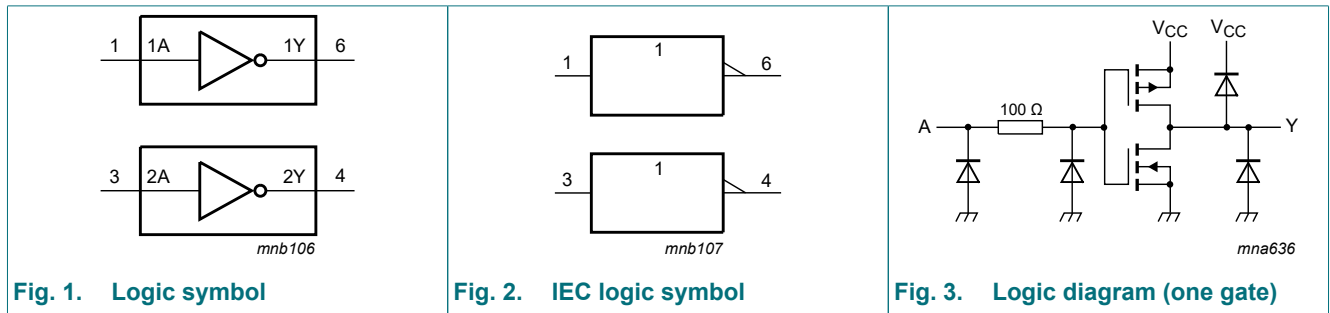 1 1A 1Y 6
3 2A 2Y 4
mnb106
Fig. 1. Logic symbol
1
1 6
1
3 4
mnb107
Fig. 2. IEC logic symbol
VCC VCC
100 Ω
A Y
mna636
Fig. 3. Logic diagram (one gate)